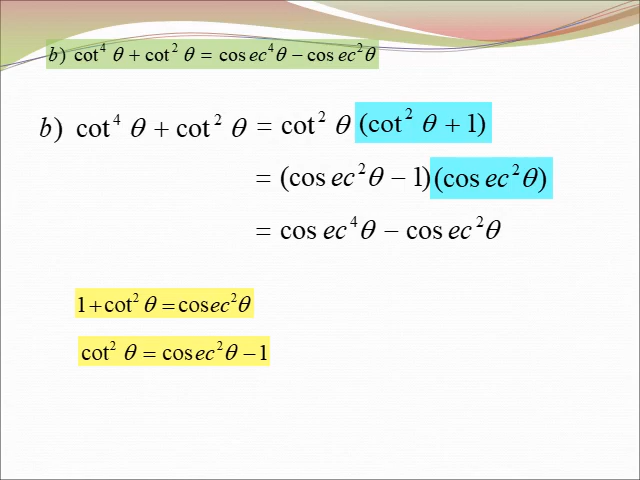 b) cot⁴ θ + cot² θ = cos ec⁴θ − cos ec²θ
b) cot⁴ θ + cot² θ = cot² θ (cot² θ + 1)
= (cos ec²θ − 1)(cos ec²θ)
= cos ec⁴θ − cos ec²θ
1 + cot² θ = cosec²θ
cot² θ = cosec²θ − 1